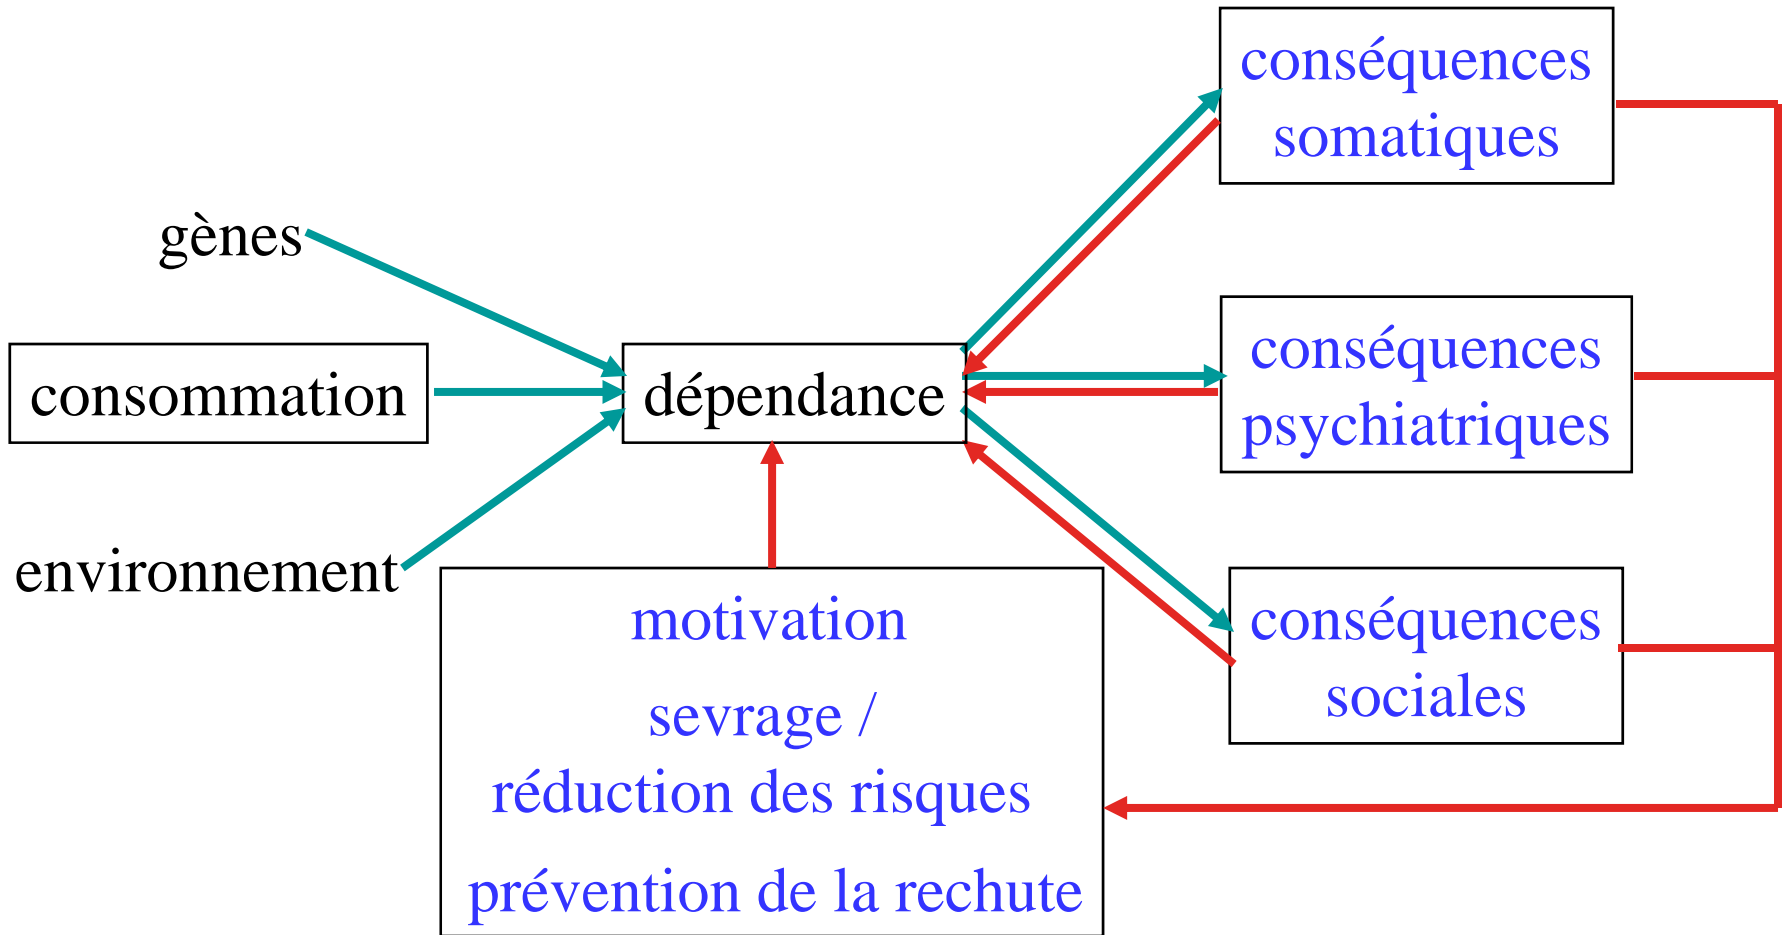 gènes
consommation
environnement
dépendance
motivation
sevrage /
réduction des risques
prévention de la rechute
conséquences
somatiques
conséquences
psychiatriques
conséquences
sociales